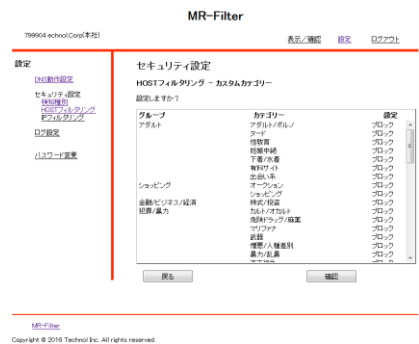 MR-Filter
799904 echnol.Corp(本社)
表示/確認 設定 ログアウト
設定
DNS動作設定
セキュリティ設定
検知種別
HOSTフィルタリング
IPフィルタリング
ログ設定
パスワード変更
セキュリティ設定
HOSTフィルタリング - カスタムカテゴリー
設定しますか?
グループ カテゴリー 設定
アダルト アダルト/ポルノ ブロック
ヌード ブロック
性教育 ブロック
妊娠中絶 ブロック
下着/水着 ブロック
有料サイト ブロック
出会い系 ブロック
ショッピング オークション ブロック
ショッピング ブロック
金融/ビジネス/経済 株式/投資 ブロック
犯罪/暴力 カルト/オカルト ブロック
危険ドラッグ/麻薬 ブロック
マリファナ ブロック
武器 ブロック
憎悪/人種差別 ブロック
暴力/乱暴 ブロック
戻る 確認
MR-Filter
Copyright © 2016 Technol Inc. All rights reserved.